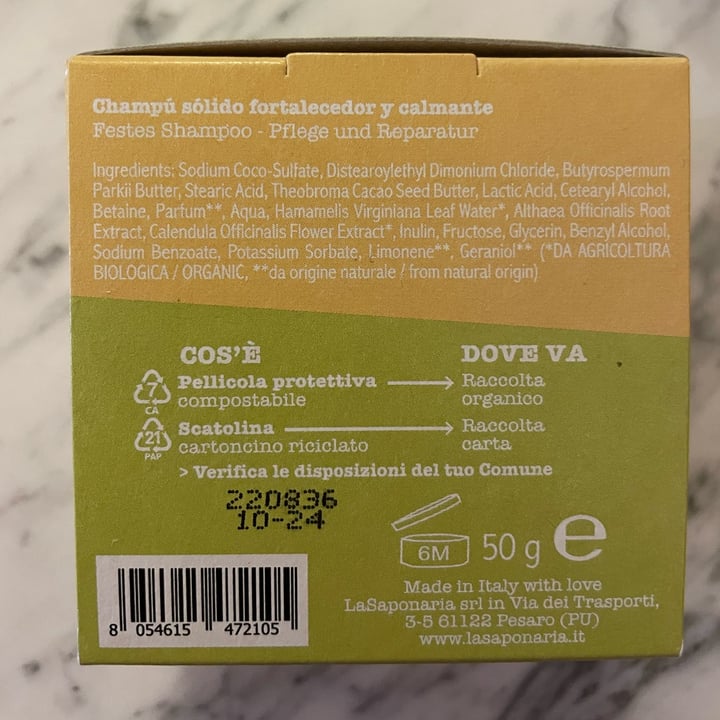 Champú sólido fortalecedor y calmante
Festes Shampoo - Pflege und Reparatur
Ingredients: Sodium Coco-Sulfate, Distearoylethyl Dimonium Chloride, Butyrospermum
Parkii Butter, Stearic Acid, Theobroma Cacao Seed Butter, Lactic Acid, Cetearyl Alcohol,
Betaine, Parfum**, Aqua, Hamamelis Virginiana Leaf Water*, Althaea Officinalis Root
Extract, Calendula Officinalis Flower Extract*, Inulin, Fructose, Glycerin, Benzyl Alcohol,
Sodium Benzoate, Potassium Sorbate, Limonene**, Geraniol** (*DA AGRICOLTURA
BIOLOGICA / ORGANIC, **da origine naturale / from natural origin)
COS'È DOVE VA
7 Pellicola protettiva Raccolta
CA compostabile organico
21 Scatolina Raccolta
PAP cartoncino riciclato carta
> Verifica le disposizioni del tuo Comune
220836
10-24
6M 50 g e
Made in Italy with love
LaSaponaria srl in Via dei Trasporti,
3-5 61122 Pesaro (PU)
www.lasaponaria.it
8 054615 472105